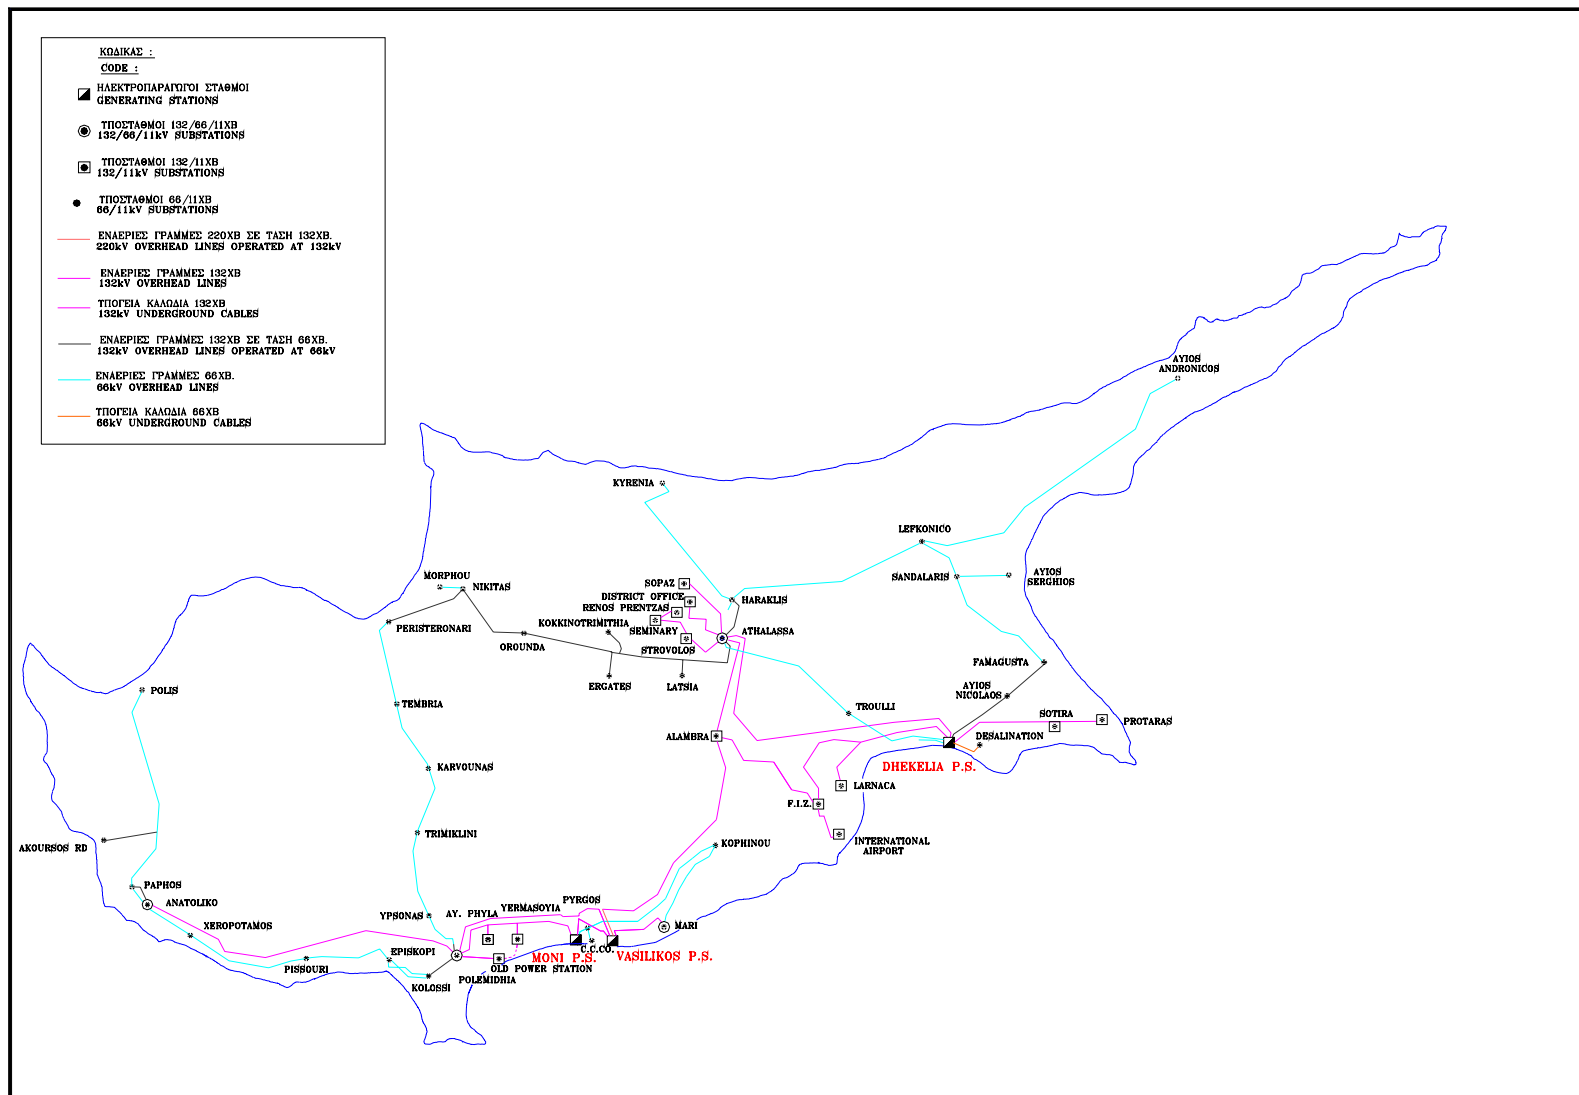 ΚΩΔΙΚΑΣ :
CODE :
ΗΛΕΚΤΡΟΠΑΡΑΓΩΓΟΙ ΣΤΑΘΜΟΙ
GENERATING STATIONS
ΥΠΟΣΤΑΘΜΟΙ 132/66/11ΧΒ
132/66/11kV SUBSTATIONS
ΥΠΟΣΤΑΘΜΟΙ 132/11ΧΒ
132/11kV SUBSTATIONS
ΥΠΟΣΤΑΘΜΟΙ 66/11ΧΒ
66/11kV SUBSTATIONS
ΕΝΑΕΡΙΕΣ ΓΡΑΜΜΕΣ 220ΧΒ ΣΕ ΤΑΣΗ 132ΧΒ.
220kV OVERHEAD LINES OPERATED AT 132kV
ΕΝΑΕΡΙΕΣ ΓΡΑΜΜΕΣ 132ΧΒ
132kV OVERHEAD LINES
ΥΠΟΓΕΙΑ ΚΑΛΩΔΙΑ 132ΧΒ
132kV UNDERGROUND CABLES
ΕΝΑΕΡΙΕΣ ΓΡΑΜΜΕΣ 132ΧΒ ΣΕ ΤΑΣΗ 66ΧΒ.
132kV OVERHEAD LINES OPERATED AT 66kV
ΕΝΑΕΡΙΕΣ ΓΡΑΜΜΕΣ 66ΧΒ.
66kV OVERHEAD LINES
ΥΠΟΓΕΙΑ ΚΑΛΩΔΙΑ 66ΧΒ
66kV UNDERGROUND CABLES
AYIOS
ANDRONICOS
KYRENIA
LEFKONICO
MORPHOU
NIKITAS
SOPAZ
DISTRICT OFFICE
RENOS PRENTZAS
HARAKLIS
SANDALARIS
AYIOS
SERGHIOS
PERISTERONARI
KOKKINOTRIMITHIA
SEMINARY
ATHALASSA
OROUNDA
STROVOLOS
FAMAGUSTA
POLIS
ERGATES
LATSIA
AYIOS
NICOLAOS
TEMBRIA
TROULLI
SOTIRA
PROTARAS
ALAMBRA
DESALINATION
KARVOUNAS
DHEKELIA P.S.
LARNACA
F.I.Z.
TRIMIKLINI
AKOURSOS RD
KOPHINOU
INTERNATIONAL
AIRPORT
PAPHOS
ANATOLIKO
PYRGOS
YERMASOYIA
AY. PHYLA
YPSONAS
XEROPOTAMOS
MARI
EPISKOPI
C.C.CO.
MONI P.S.
VASILIKOS P.S.
PISSOURI
OLD POWER STATION
POLEMIDHIA
KOLOSSI